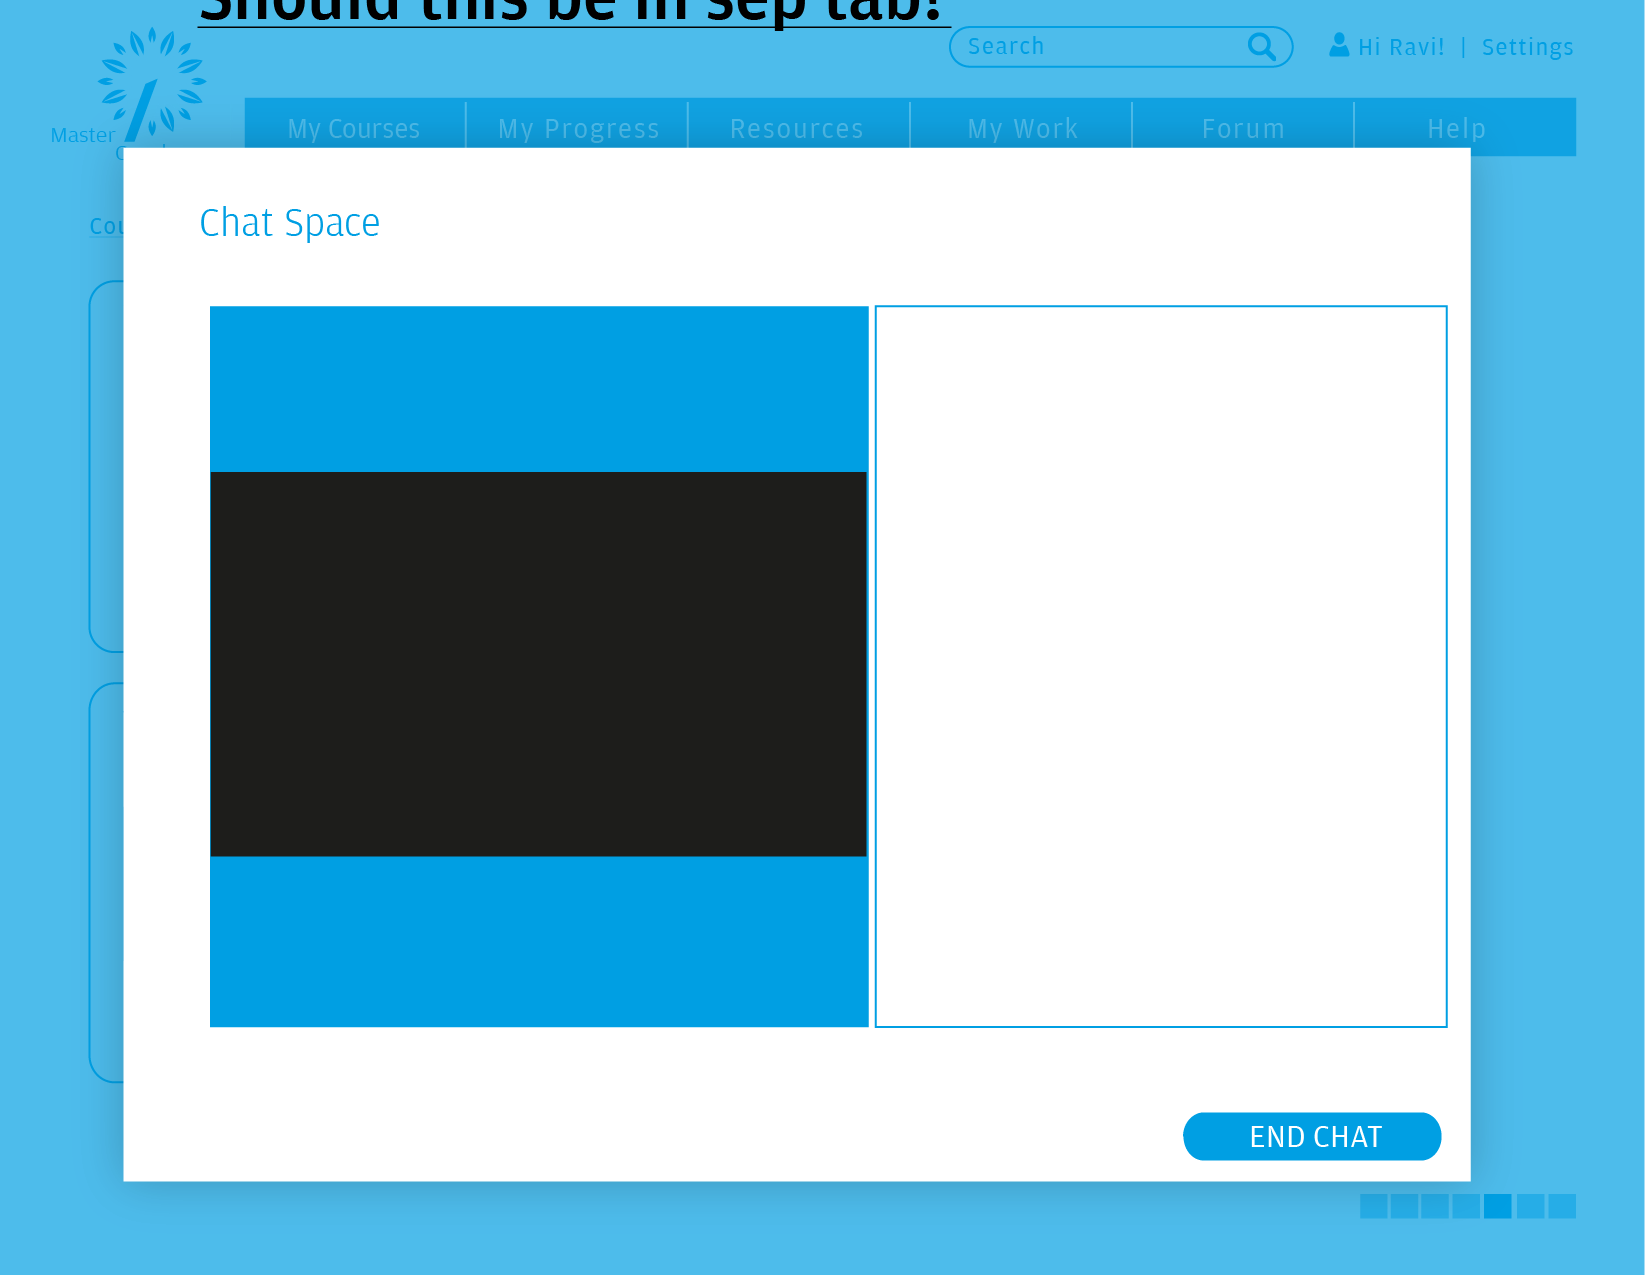 Should this be in sep tab?
Search
Hi Ravi! | Settings
Master
My Courses My Progress Resources My Work Forum Help
Chat Space
END CHAT